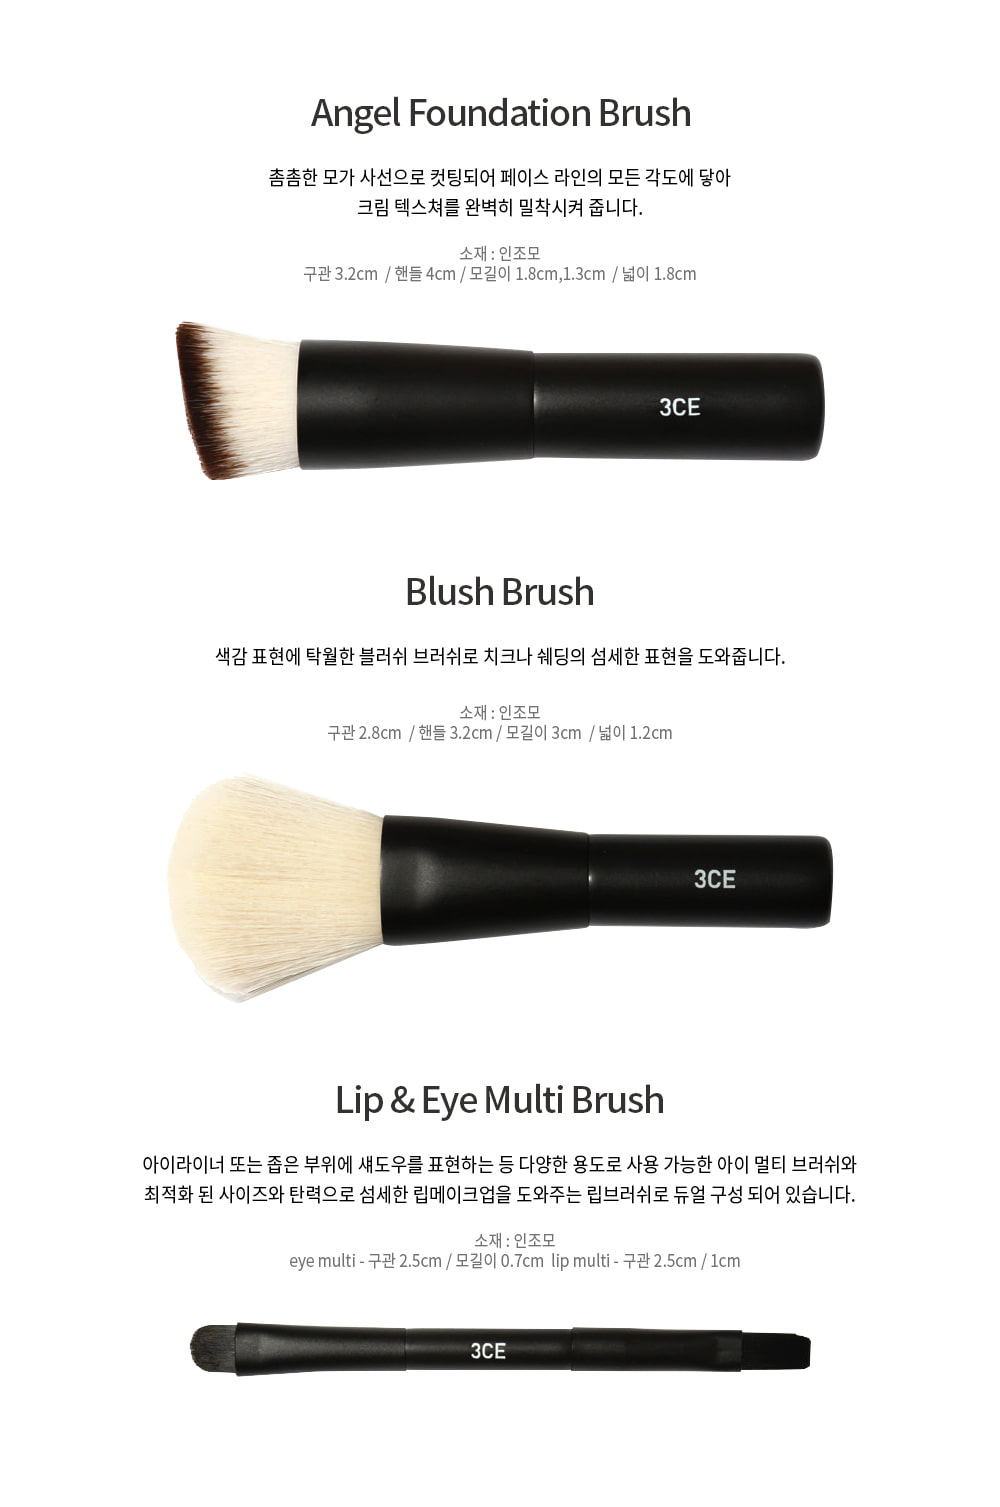 Angel Foundation Brush
촘촘한 모가 사선으로 컷팅되어 페이스 라인의 모든 각도에 닿아
크림 텍스쳐를 완벽히 밀착시켜 줍니다.
소재 : 인조모
구관 3.2cm / 핸들 4cm / 모길이 1.8cm,1.3cm / 넓이 1.8cm
3CE
Blush Brush
색감 표현에 탁월한 블러쉬 브러쉬로 치크나 쉐딩의 섬세한 표현을 도와줍니다.
소재 : 인조모
구관 2.8cm / 핸들 3.2cm / 모길이 3cm / 넓이 1.2cm
3CE
Lip & Eye Multi Brush
아이라이너 또는 좁은 부위에 섀도우를 표현하는 등 다양한 용도로 사용 가능한 아이 멀티 브러쉬와
최적화 된 사이즈와 탄력으로 섬세한 립메이크업을 도와주는 립브러쉬로 듀얼 구성 되어 있습니다.
소재 : 인조모
eye multi - 구관 2.5cm / 모길이 0.7cm lip multi - 구관 2.5cm / 1cm
3CE